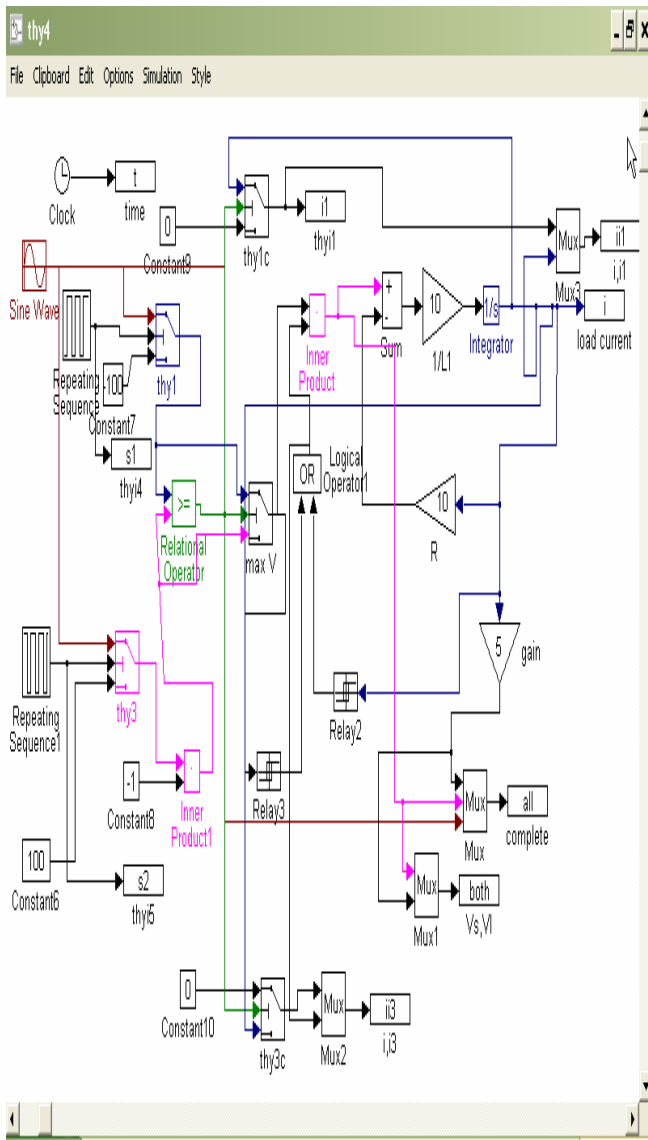 thy4
File Clipboard Edit Options Simulation Style
Clock
t
time
0
Constant9
thy1c
i1
thyi1
Mux
Mux3
ii1
i,i1
i
load current
Sine Wave
Repeating
Sequence
-100
Constant7
thy1
s1
thyi4
Inner
Product
+
-
Sum
10
1/L1
1/s
Integrator
OR
Logical
Operator1
>=
Relational
Operator
max V
10
R
5
gain
Repeating
Sequence1
thy3
-1
Constant8
Inner
Product1
Relay2
Relay3
100
Constant6
s2
thyi5
Mux
Mux
all
complete
Mux
Mux1
both
Vs,Vl
0
Constant10
thy3c
Mux
Mux2
ii3
i,i3